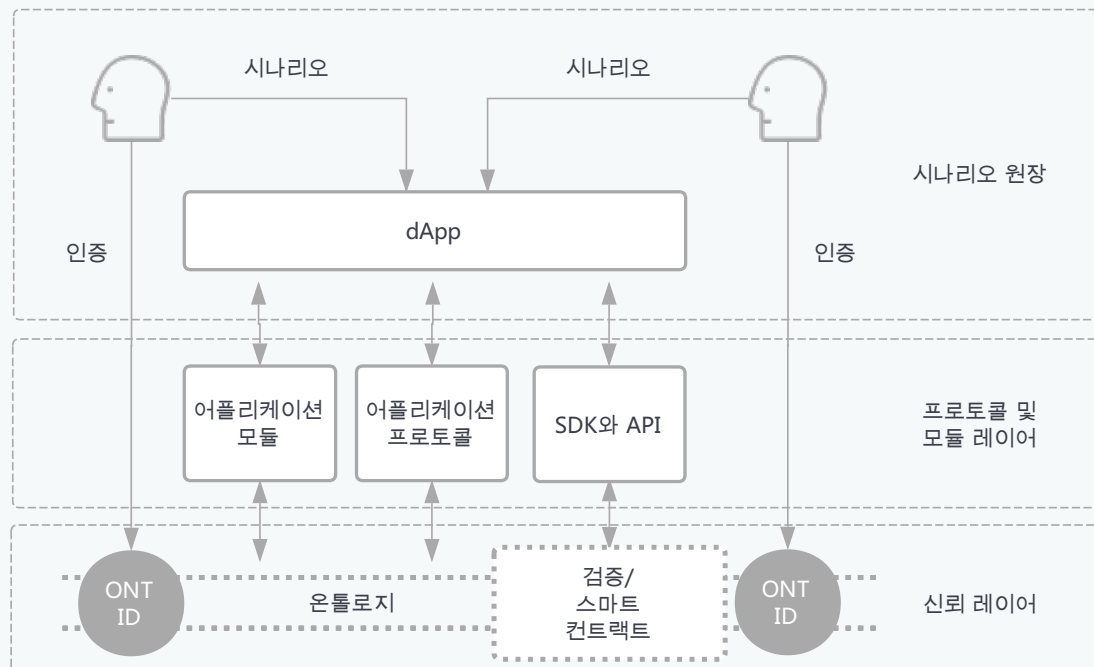 시나리오
시나리오
시나리오 원장
dApp
인증
인증
어플리케이션
모듈
어플리케이션
프로토콜
SDK와 API
프로토콜 및
모듈 레이어
ONT
ID
온톨로지
검증/
스마트
컨트랙트
ONT
ID
신뢰 레이어